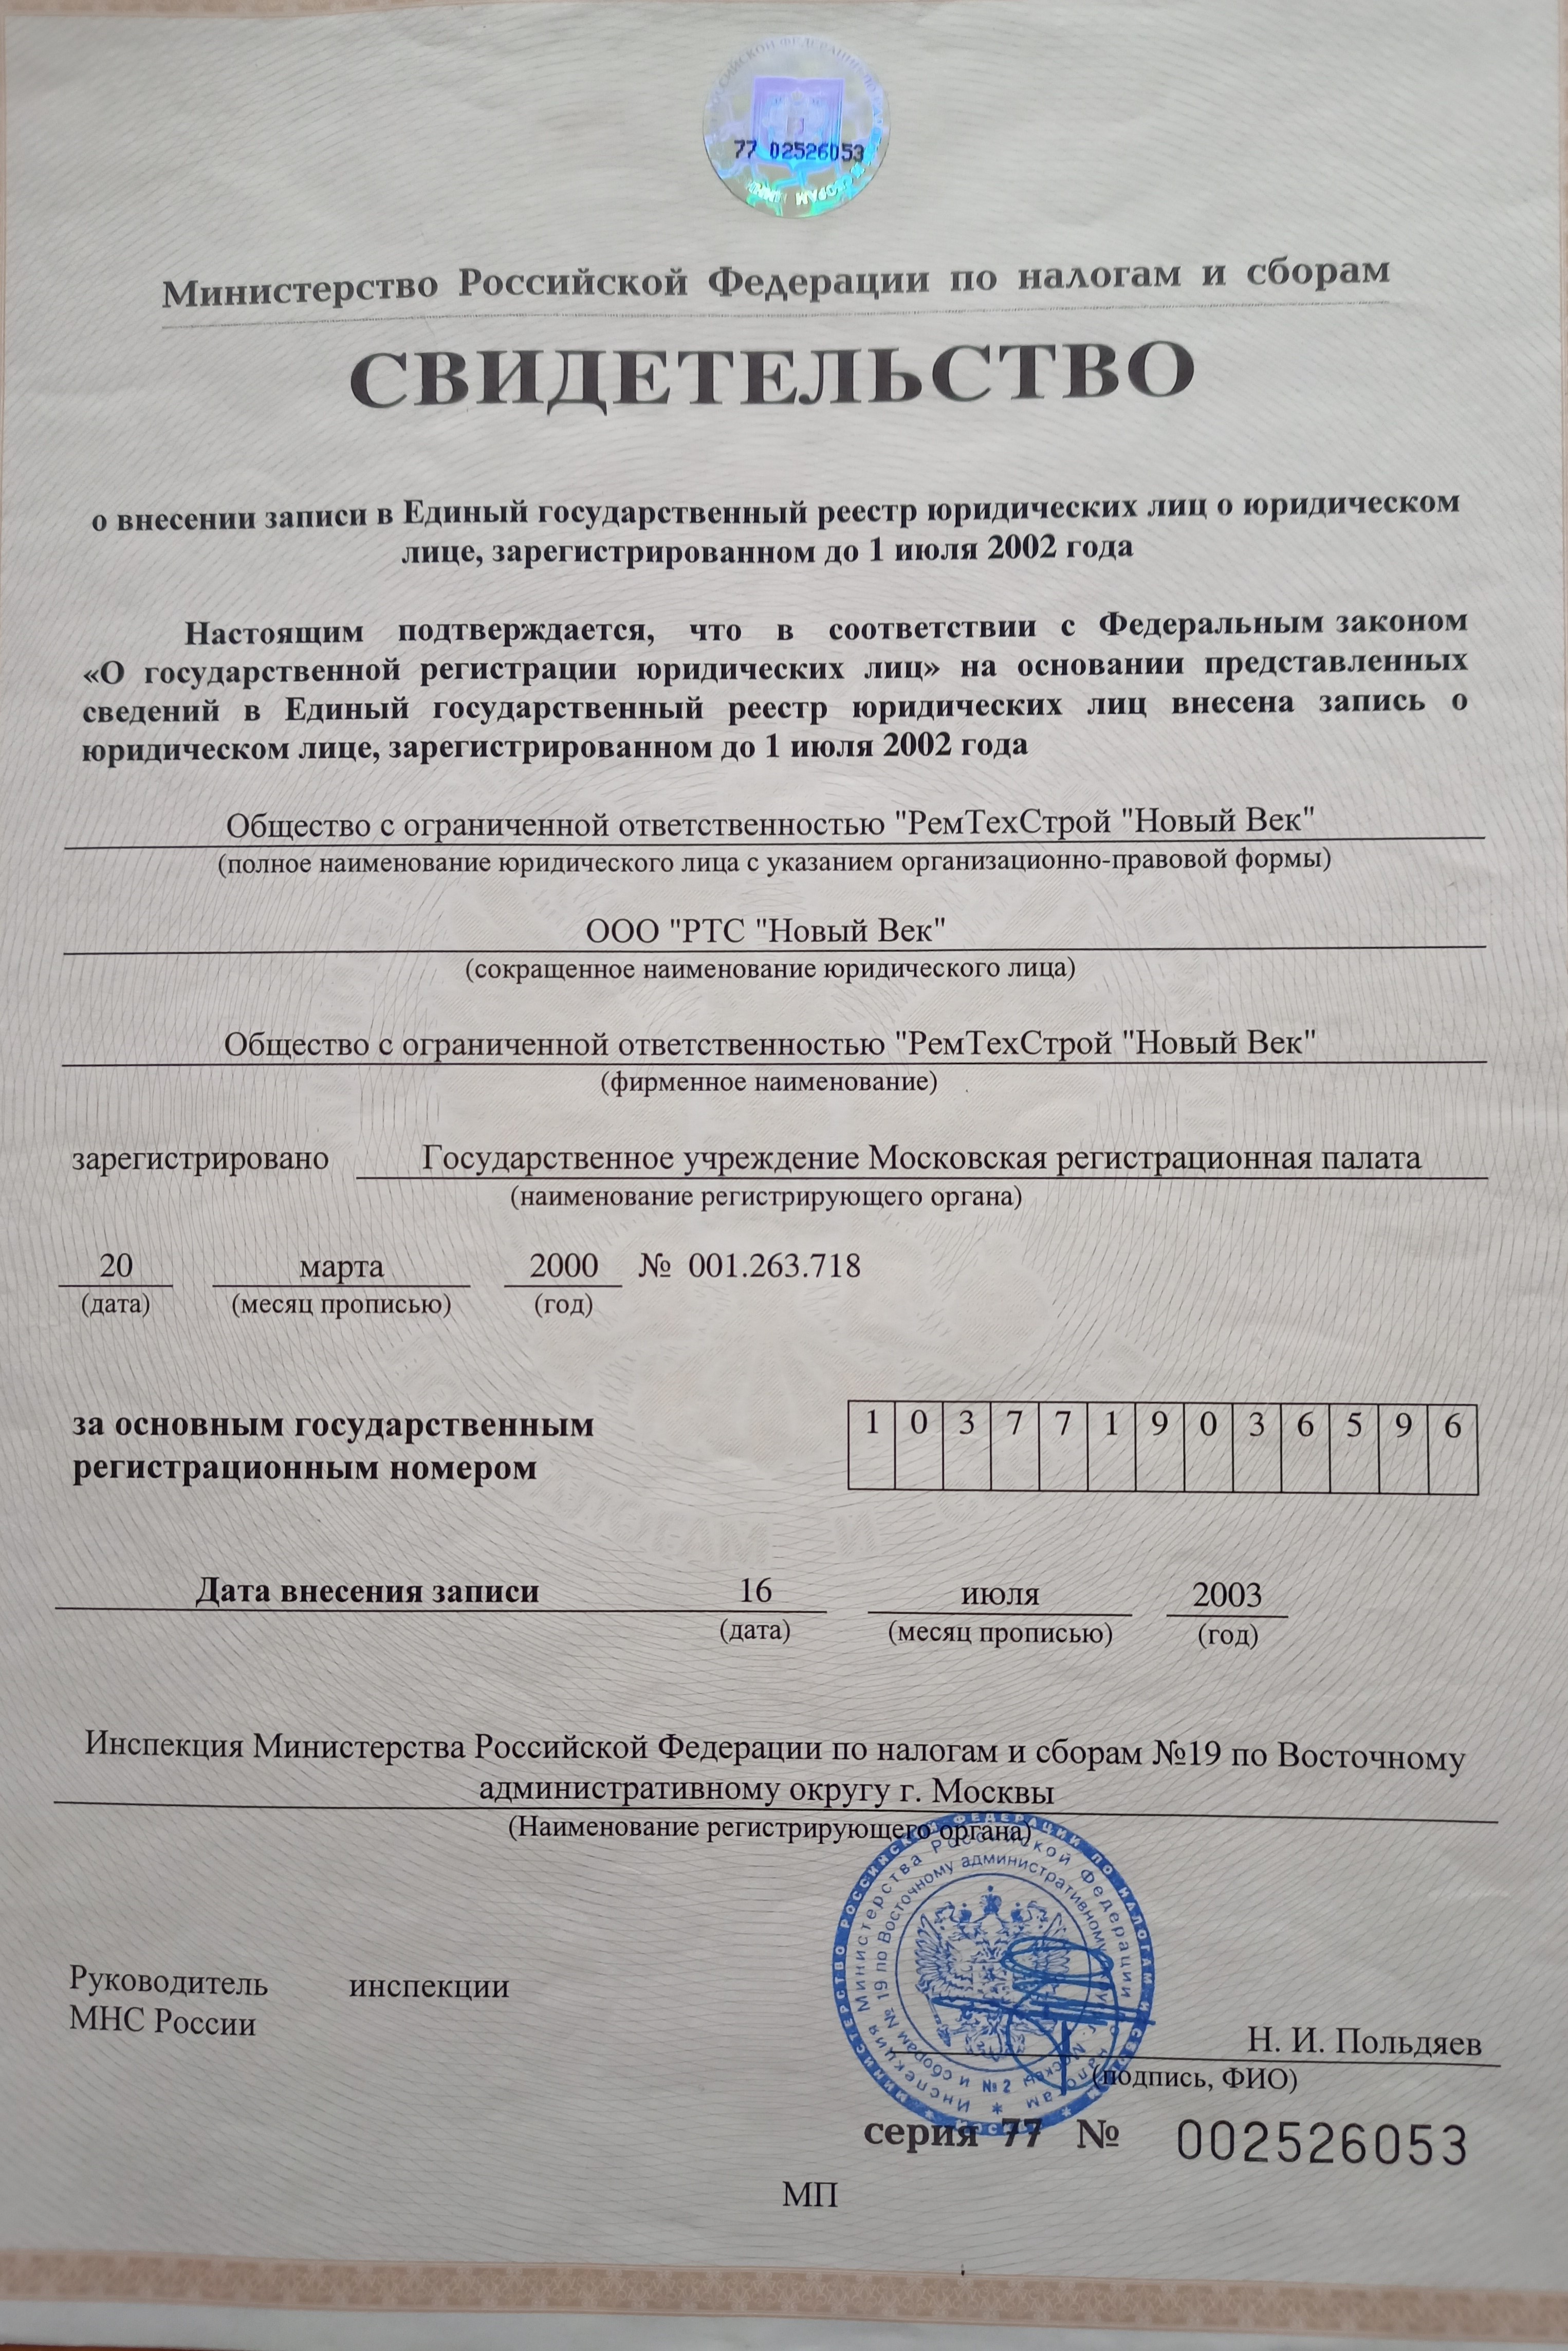 77 02526053
Министерство Российской Федерации по налогам и сборам
СВИДЕТЕЛЬСТВО
о внесении записи в Единый государственный реестр юридических лиц о юридическом
лице, зарегистрированном до 1 июля 2002 года
Настоящим подтверждается, что в соответствии с Федеральным законом
«О государственной регистрации юридических лиц» на основании представленных
сведений в Единый государственный реестр юридических лиц внесена запись о
юридическом лице, зарегистрированном до 1 июля 2002 года
Общество с ограниченной ответственностью "РемТехСтрой "Новый Век"
(полное наименование юридического лица с указанием организационно-правовой формы)
ООО "РТС "Новый Век"
(сокращенное наименование юридического лица)
Общество с ограниченной ответственностью "РемТехСтрой "Новый Век"
(фирменное наименование)
зарегистрировано Государственное учреждение Московская регистрационная палата
(наименование регистрирующего органа)
20 марта 2000 № 001.263.718
(дата) (месяц прописью) (год)
за основным государственным
регистрационным номером
1 0 3 7 7 1 9 0 3 6 5 9 6
Дата внесения записи 16 июля 2003
(дата) (месяц прописью) (год)
Инспекция Министерства Российской Федерации по налогам и сборам №19 по Восточному
административному округу г. Москвы
(Наименование регистрирующего органа)
МИНИСТЕРСТВО РОССИЙСКОЙ ФЕДЕРАЦИИ ПО НАЛОГАМ И СБОРАМ
Инспекция Министерства Российской Федерации по налогам
и сборам № 19 по Восточному административному округу г. Москвы
№ 2
Руководитель инспекции
МНС России
Н. И. Польдяев
(подпись, ФИО)
серия 77 № 002526053
МП